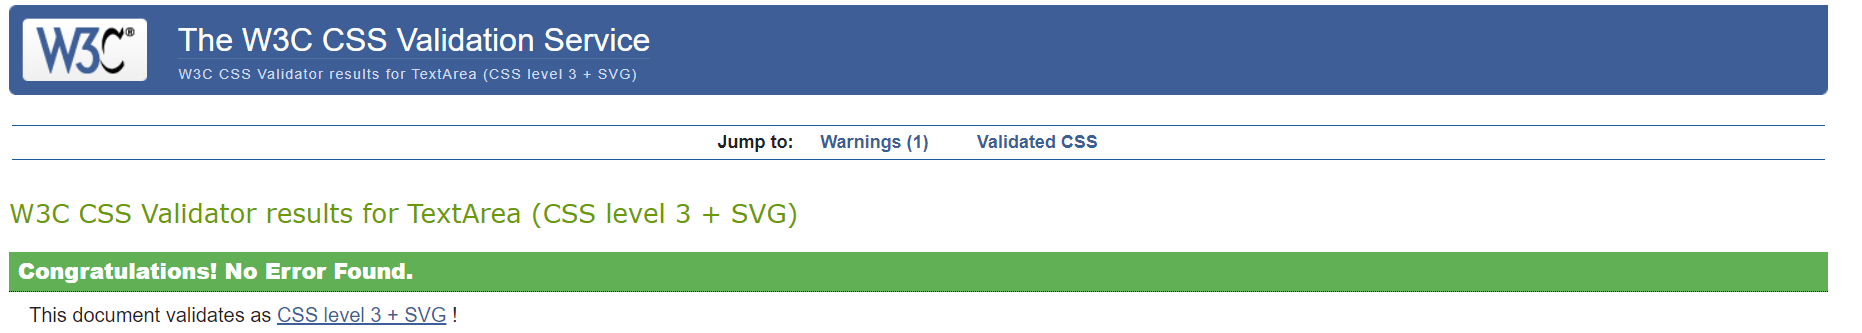 W3C®
The W3C CSS Validation Service
W3C CSS Validator results for TextArea (CSS level 3 + SVG)
Jump to: Warnings (1) Validated CSS
W3C CSS Validator results for TextArea (CSS level 3 + SVG)
Congratulations! No Error Found.
This document validates as CSS level 3 + SVG !